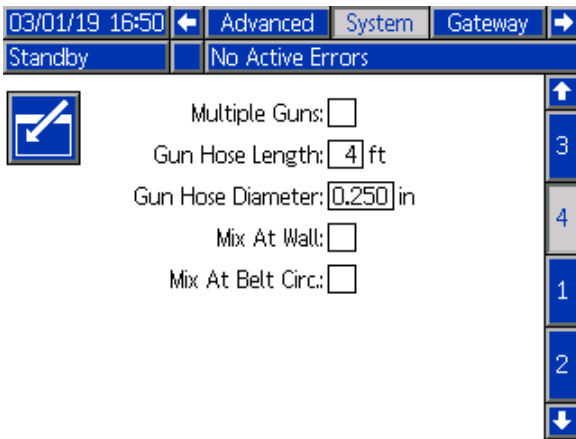 03/01/19 16:50 Advanced System Gateway
Standby No Active Errors
Multiple Guns:
Gun Hose Length: 4 ft
Gun Hose Diameter: 0.250 in
Mix At Wall:
Mix At Belt Circ.:
3
4
1
2